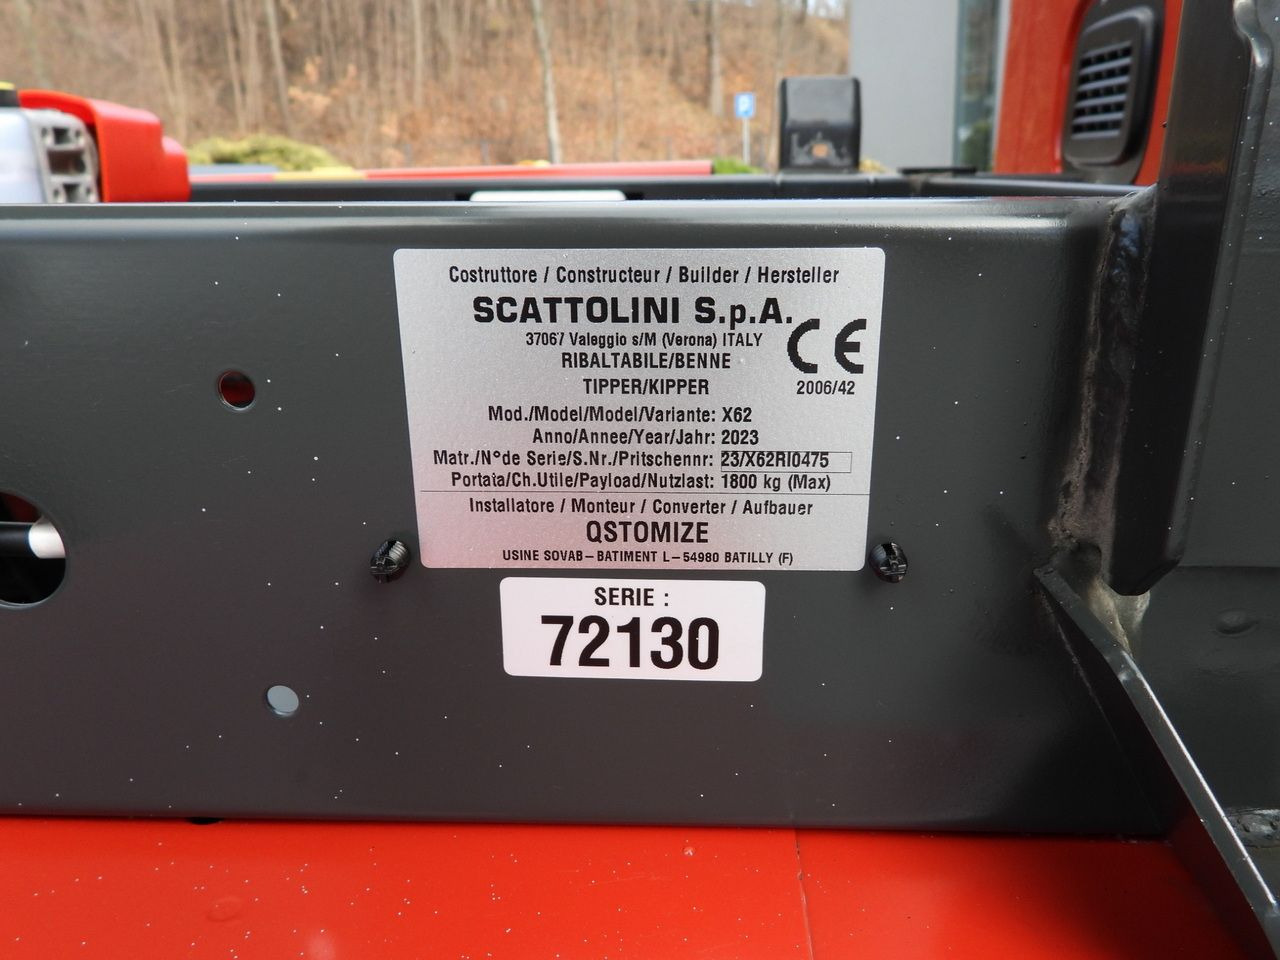 Costruttore / Constructeur / Builder / Hersteller
SCATTOLINI S.p.A.
37067 Valeggio s/M (Verona) ITALY
RIBALTABILE/BENNE
TIPPER/KIPPER
CE
2006/42
Mod./Model/Model/Variante: X62
Anno/Annee/Year/Jahr: 2023
Matr./N°de Serie/S.Nr./Pritschennr: 23/X62RI0475
Portata/Ch.Utile/Payload/Nutzlast: 1800 kg (Max)
Installatore / Monteur / Converter / Aufbauer
QSTOMIZE
USINE SOVAB-BATIMENT L-54980 BATILLY (F)
SERIE :
72130
P